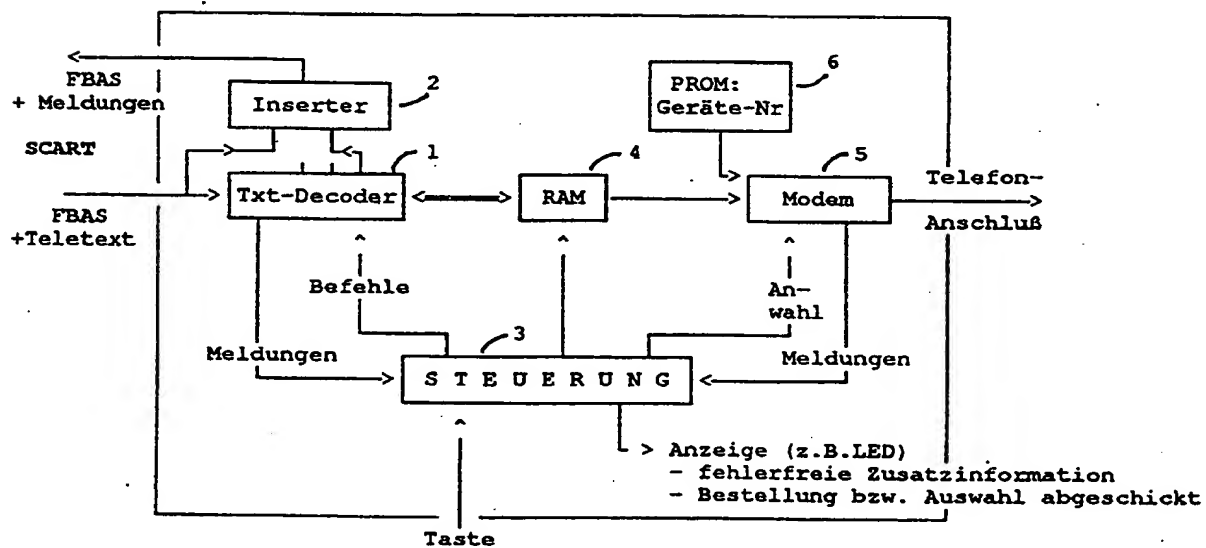 FBAS
+ Meldungen
SCART
FBAS
+Teletext
2
Inserter
1
Txt-Decoder
4
RAM
6
PROM:
Geräte-Nr
5
Modem
Telefon-
Anschluß
Befehle
An-
wahl
Meldungen
3
Meldungen
S T E U E R U N G
Anzeige (z.B.LED)
- fehlerfreie Zusatzinformation
- Bestellung bzw. Auswahl abgeschickt
Taste